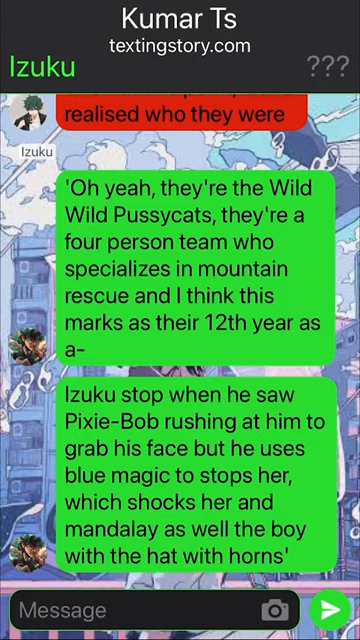 Kumar Ts
textingstory.com
Izuku
???
realised who they were
Izuku
'Oh yeah, they're the Wild
Wild Pussycats, they're a
four person team who
specializes in mountain
rescue and I think this
marks as their 12th year as
a-
Izuku stop when he saw
Pixie-Bob rushing at him to
grab his face but he uses
blue magic to stops her,
which shocks her and
mandalay as well the boy
with the hat with horns'
Message